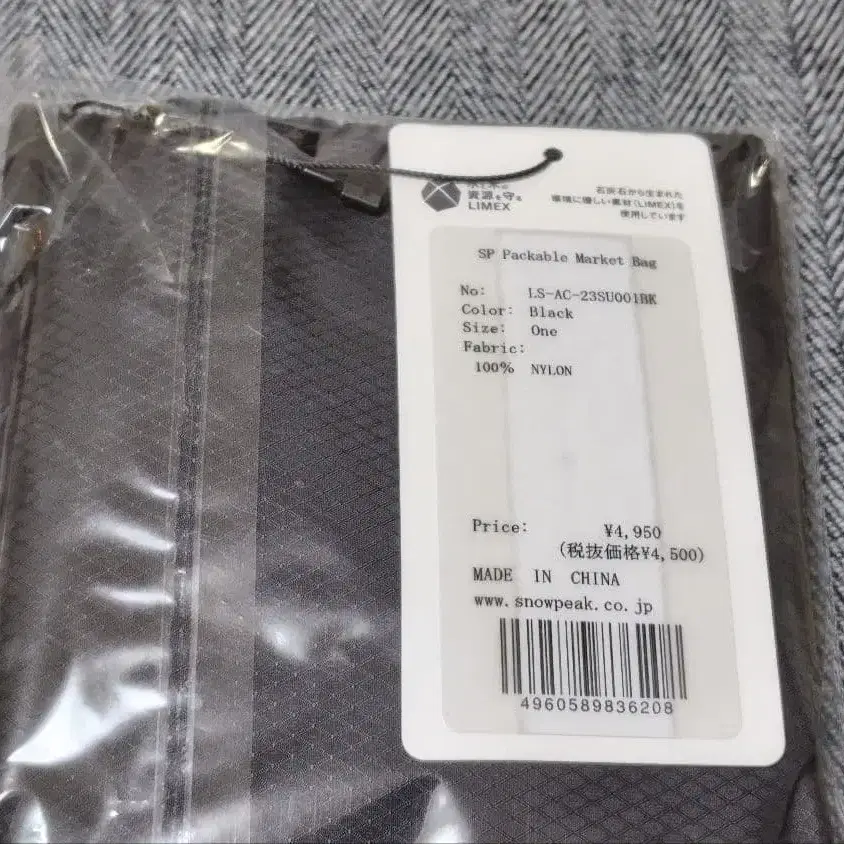 資源を守る
LIMEX
石灰石から生まれた
環境に優しい素材(LIMEX)を
使用しています
SP Packable Market Bag
No: LS-AC-23SU001BK
Color: Black
Size: One
Fabric:
100% NYLON
Price: ¥4,950
(税抜価格¥4,500)
MADE IN CHINA
www.snowpeak.co.jp
4960589836208